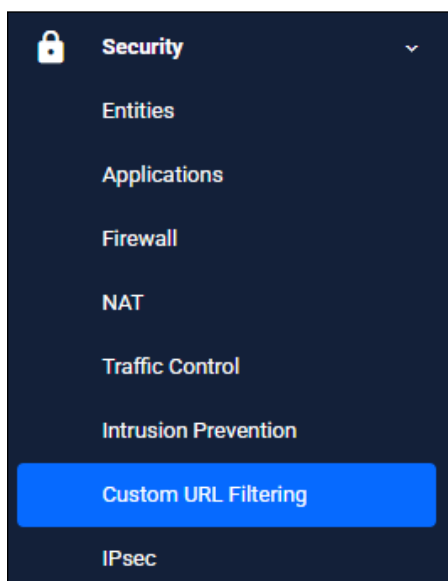 Security
Entities
Applications
Firewall
NAT
Traffic Control
Intrusion Prevention
Custom URL Filtering
IPsec